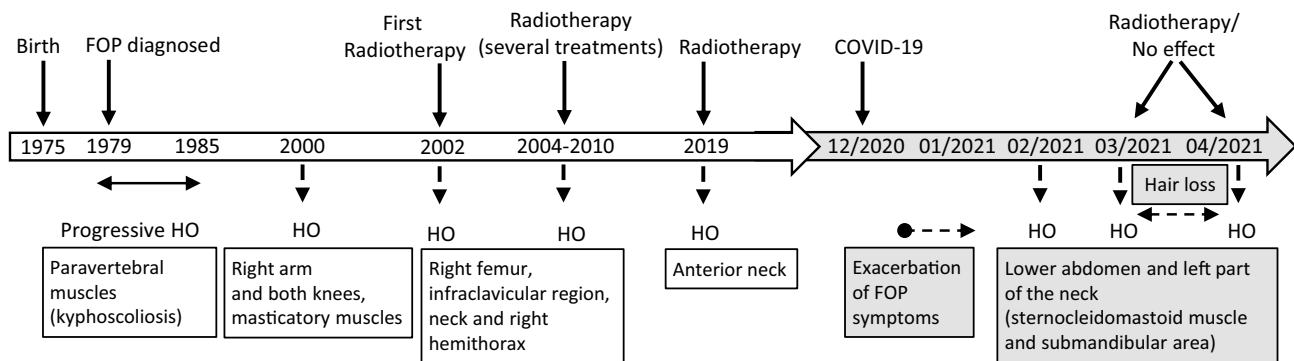 Birth
FOP diagnosed
First
Radiotherapy
Radiotherapy
(several treatments)
Radiotherapy
COVID-19
Radiotherapy/
No effect
1975
1979
1985
2000
2002
2004-2010
2019
12/2020
01/2021
02/2021
03/2021
04/2021
Hair loss
Progressive HO
HO
HO
HO
HO
HO
HO
HO
Paravertebral
muscles
(kyphoscoliosis)
Right arm
and both knees,
masticatory muscles
Right femur,
infraclavicular region,
neck and right
hemithorax
Anterior neck
Exacerbation
of FOP
symptoms
Lower abdomen and left part
of the neck
(sternocleidomastoid muscle
and submandibular area)